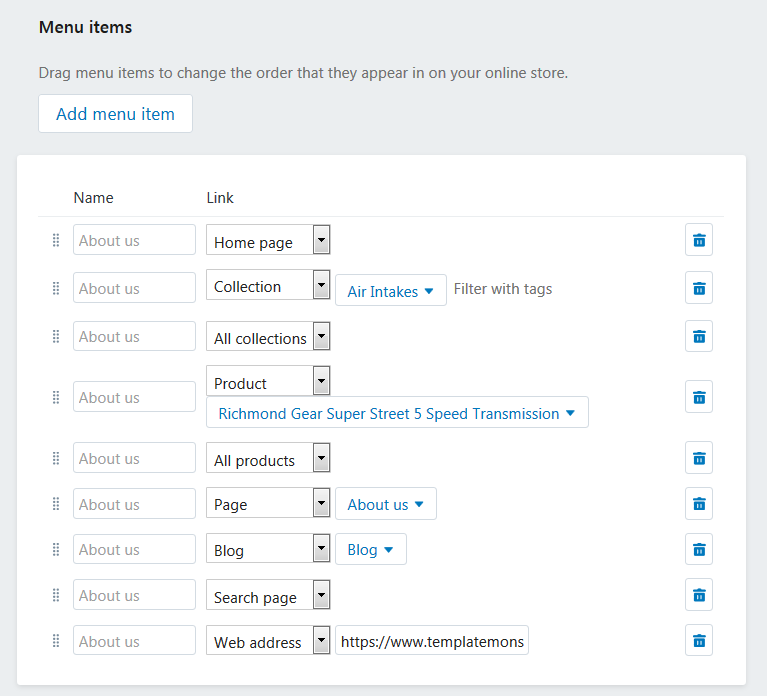 Menu items
Drag menu items to change the order that they appear in on your online store.
Add menu item
Name Link
About us Home page
About us Collection Air Intakes Filter with tags
About us All collections
About us Product
Richmond Gear Super Street 5 Speed Transmission
About us All products
About us Page About us
About us Blog Blog
About us Search page
About us Web address https://www.templatemons